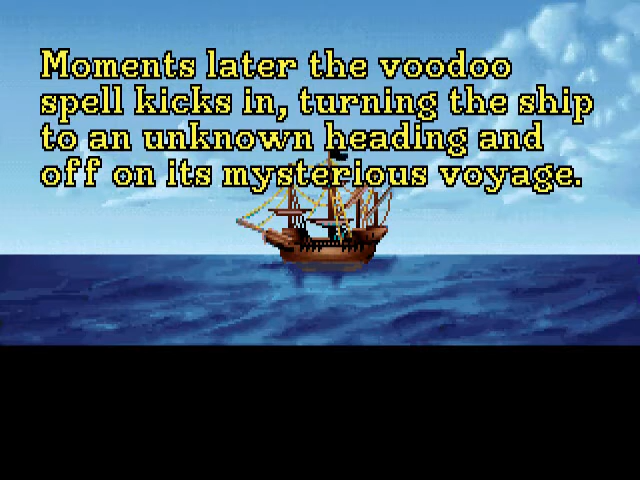 Moments later the voodoo
spell kicks in, turning the ship
to an unknown heading and
off on its mysterious voyage.